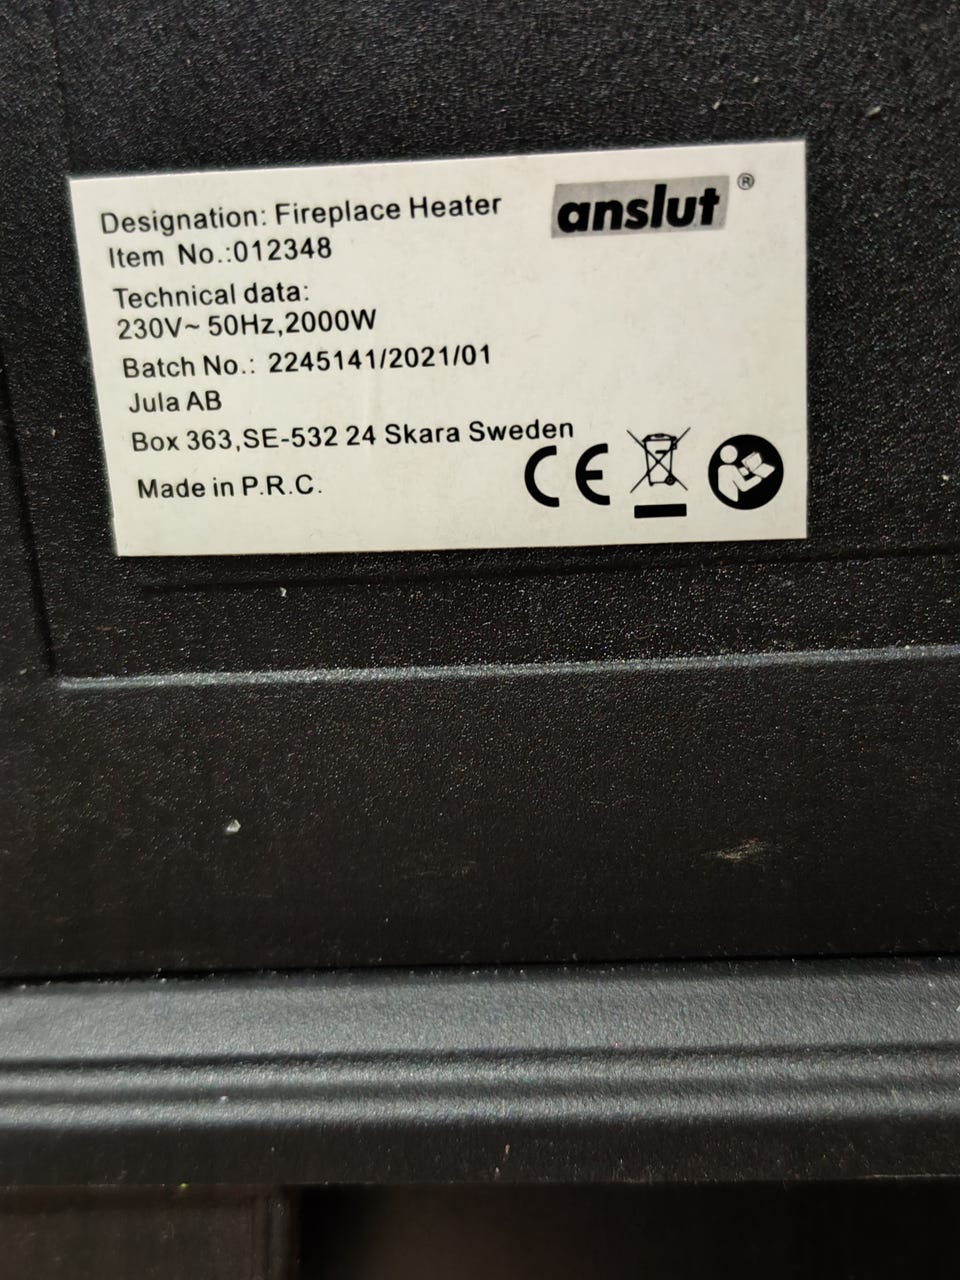 Designation: Fireplace Heater
anslut®
Item No.:012348
Technical data:
230V~ 50Hz,2000W
Batch No.: 2245141/2021/01
Jula AB
Box 363,SE-532 24 Skara Sweden
Made in P.R.C.
CE